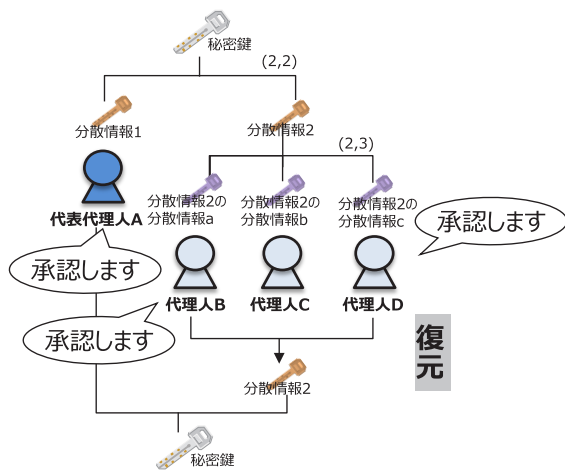 秘密鍵
(2,2)
分散情報1
分散情報2
(2,3)
分散情報2の
分散情報a
分散情報2の
分散情報b
分散情報2の
分散情報c
代表代理人A
承認します
承認します
代理人B
代理人C
代理人D
承認します
復元
分散情報2
秘密鍵